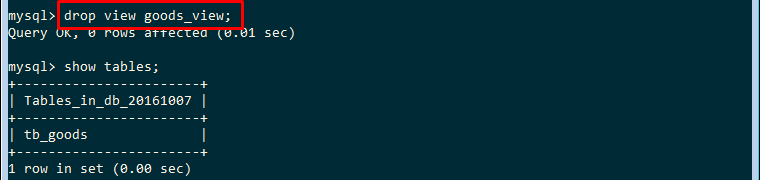 mysql> drop view goods_view;
Query OK, 0 rows affected (0.01 sec)
mysql> show tables;
+-----------------------+
| Tables_in_db_20161007 |
+-----------------------+
| tb_goods              |
+-----------------------+
1 row in set (0.00 sec)